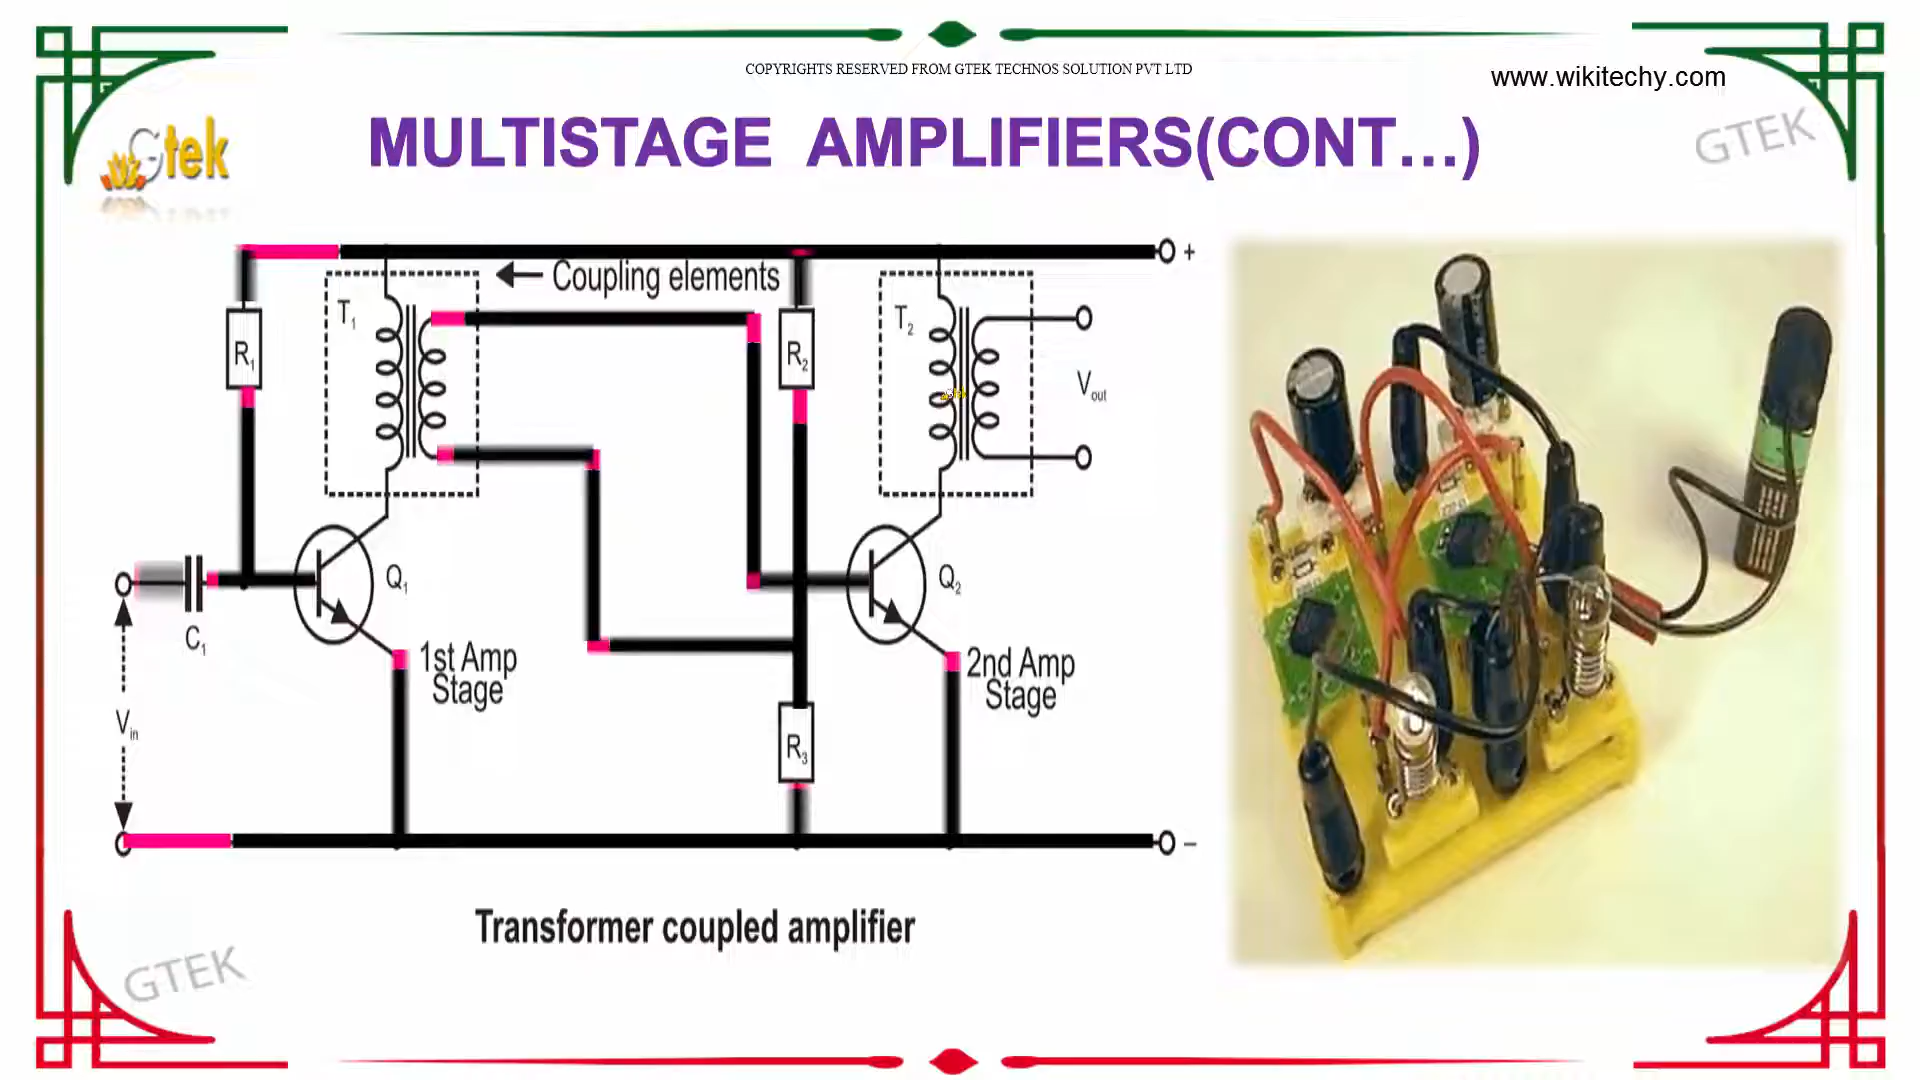 COPYRIGHTS RESERVED FROM GTEK TECHNOS SOLUTION PVT LTD
www.wikitechy.com
Gtek
MULTISTAGE AMPLIFIERS(CONT...)
GTEK
+
Coupling elements
T1
T2
R1
R2
Vout
Q1
Q2
C1
1st Amp
Stage
2nd Amp
Stage
Vin
R3
–
Transformer coupled amplifier
GTEK